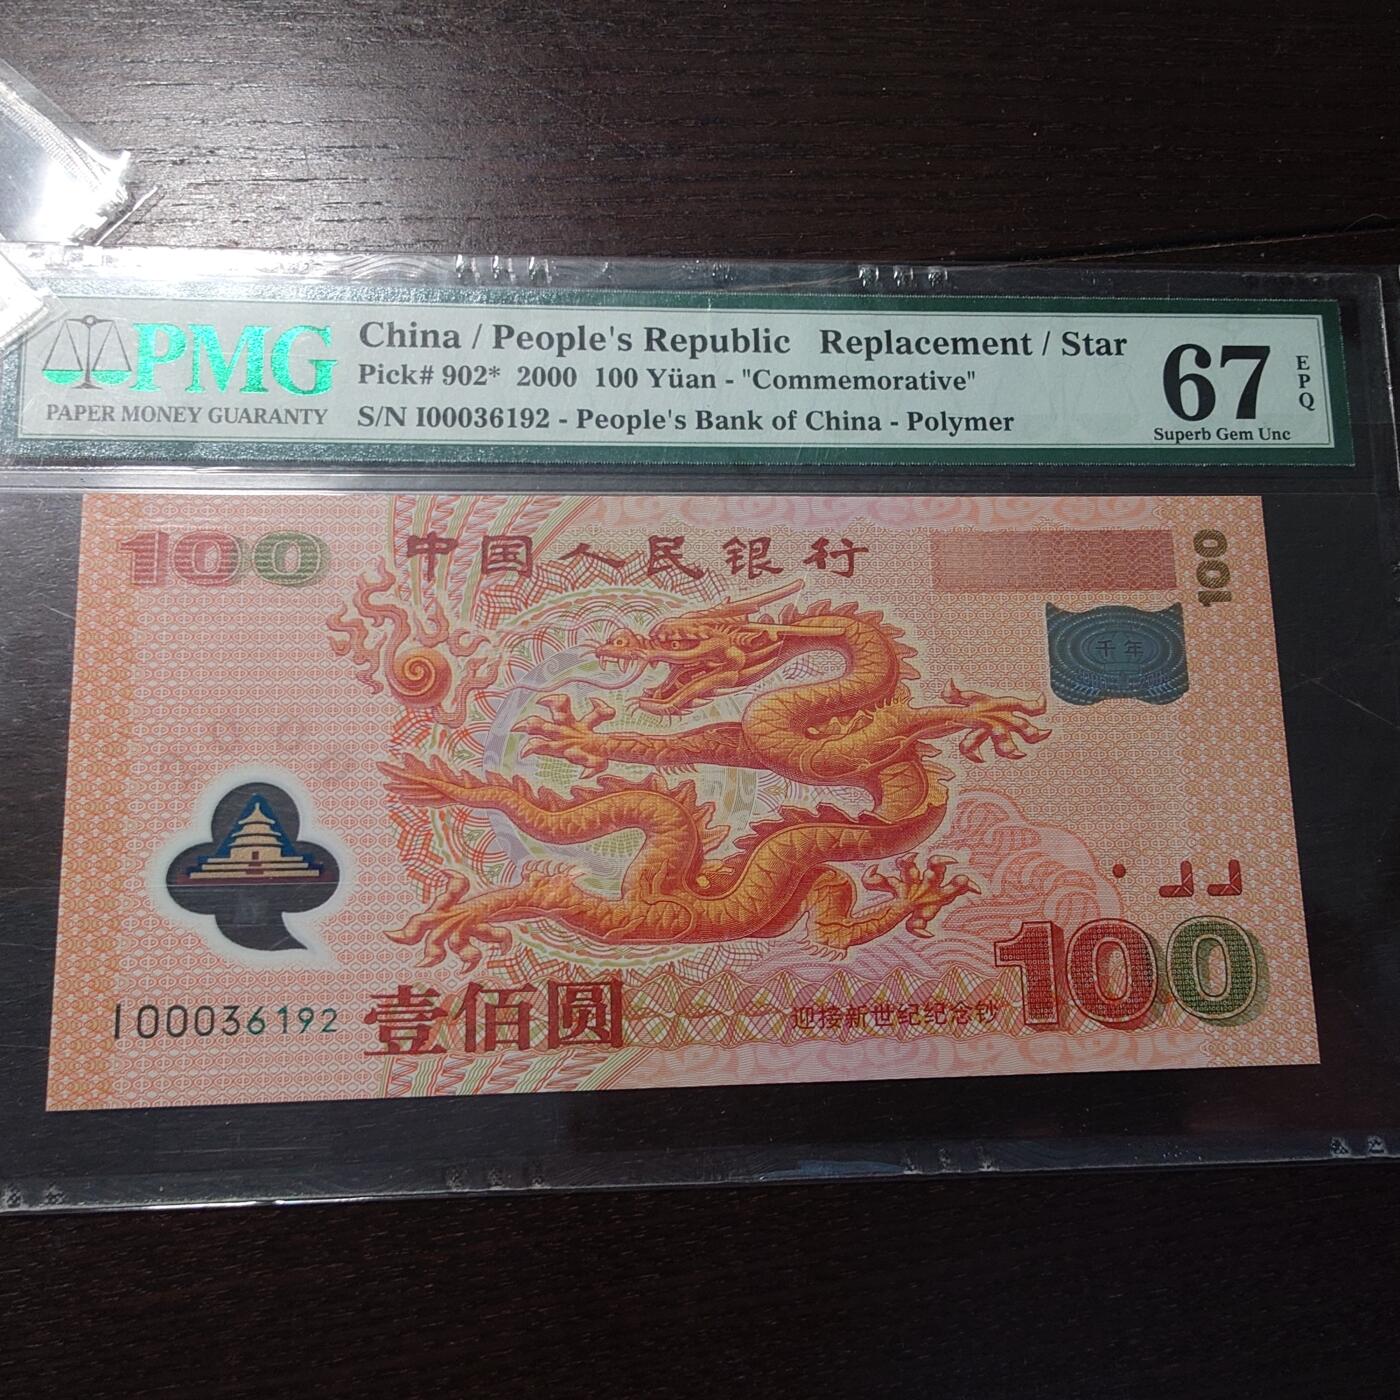 PMG
PAPER MONEY GUARANTY
China / People's Republic Replacement / Star
Pick# 902* 2000 100 Yüan - "Commemorative"
S/N I00036192 - People's Bank of China - Polymer
67
EPQ
Superb Gem Unc
100
中国人民银行
100
千年
I00036192
壹佰圆
迎接新世纪纪念钞
100